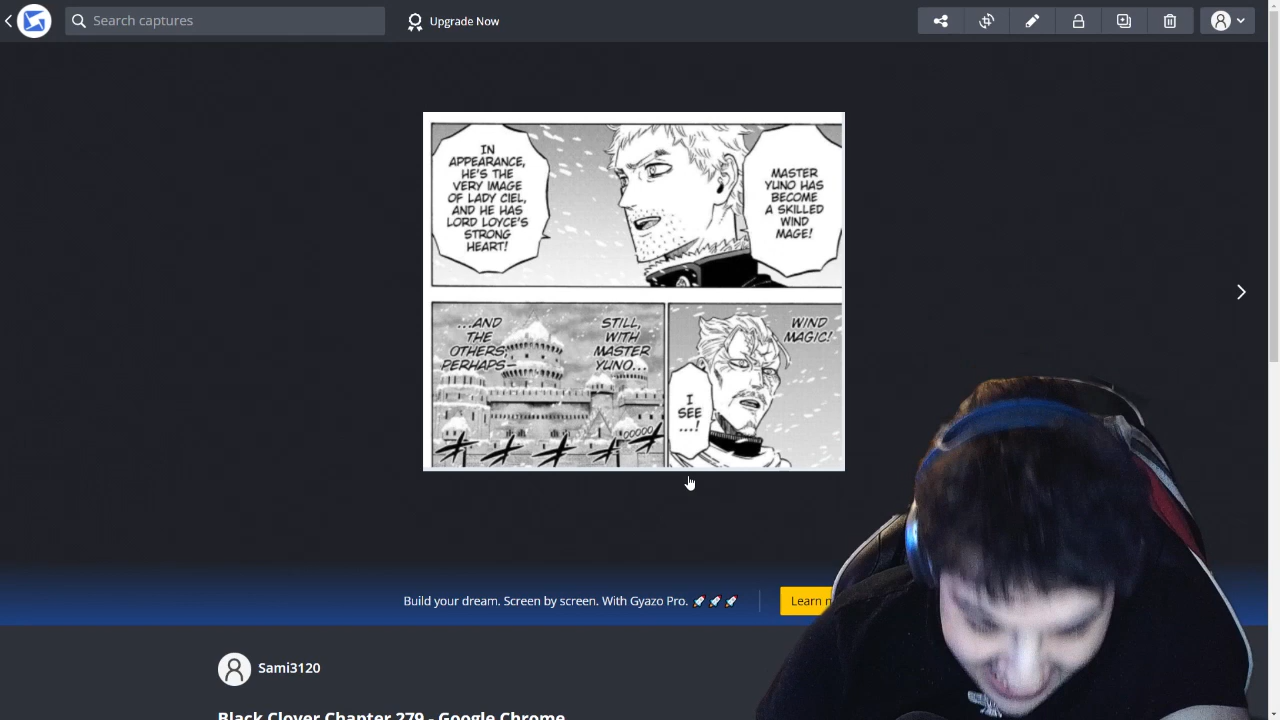 Search captures
Upgrade Now
MASTER
YUNO HAS
BECOME
A SKILLED
WIND
MAGE!
IN
APPEARANCE,
HE'S THE
VERY IMAGE
OF LADY CIEL,
AND HE HAS
LORD LOYCE'S
STRONG
HEART!
WIND
MAGIC!
I
SEE
...!
STILL,
WITH
MASTER
YUNO...
...AND
THE
OTHERS,
PERHAPS—
OOOOO
Build your dream. Screen by screen. With Gyazo Pro. 🚀 🚀 🚀
Learn
Sami3120
Black Clover Chapter 279 - Google Chrome